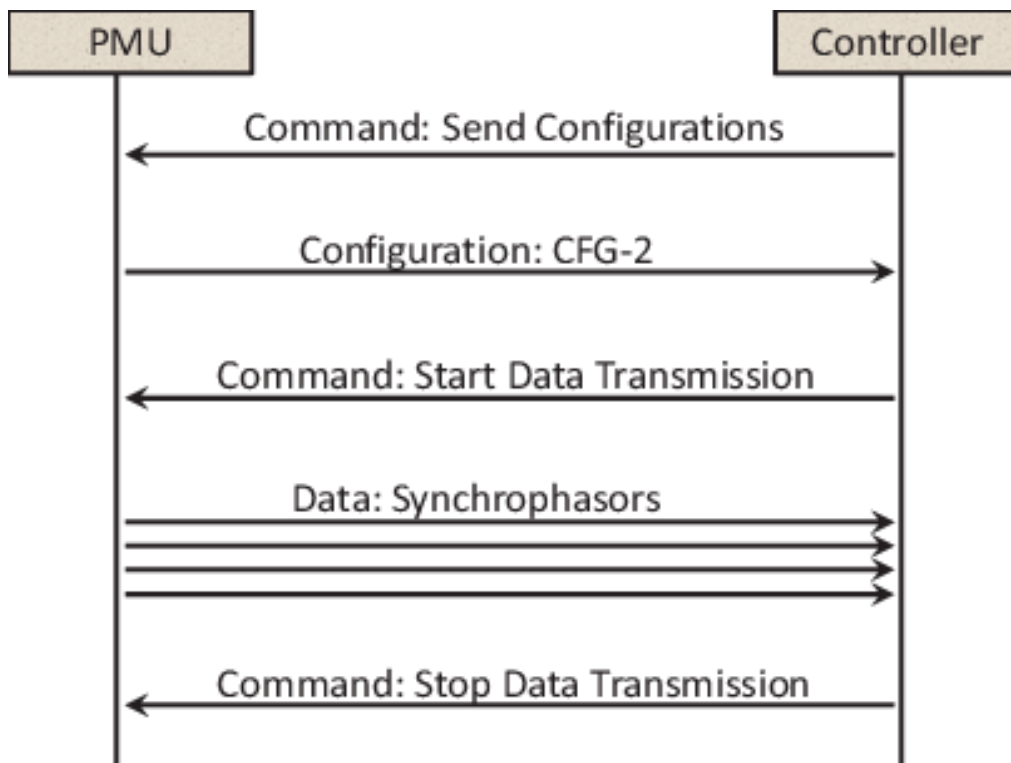 PMU
Controller
Command: Send Configurations
Configuration: CFG-2
Command: Start Data Transmission
Data: Synchrophasors
Command: Stop Data Transmission